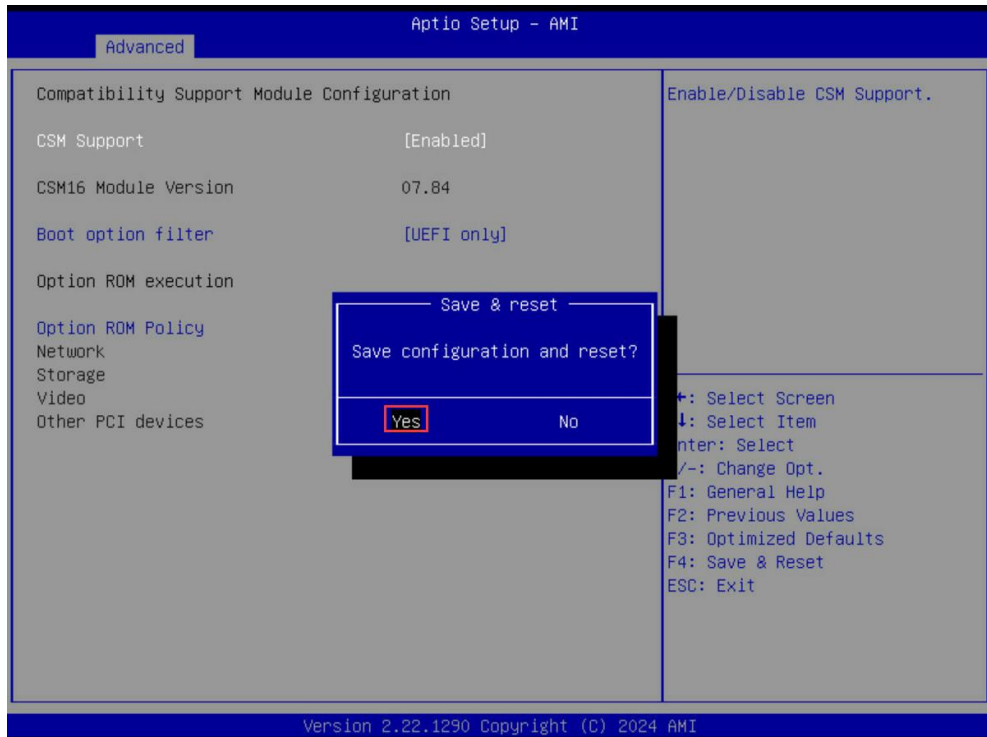 Aptio Setup – AMI
Advanced
Compatibility Support Module Configuration
CSM Support [Enabled]
CSM16 Module Version 07.84
Boot option filter [UEFI only]
Option ROM execution
Option ROM Policy
Network
Storage
Video
Other PCI devices
Save & reset
Save configuration and reset?
Yes No
Enable/Disable CSM Support.
: Select Screen
: Select Item
nter: Select
/-: Change Opt.
F1: General Help
F2: Previous Values
F3: Optimized Defaults
F4: Save & Reset
ESC: Exit
Version 2.22.1290 Copyright (C) 2024 AMI